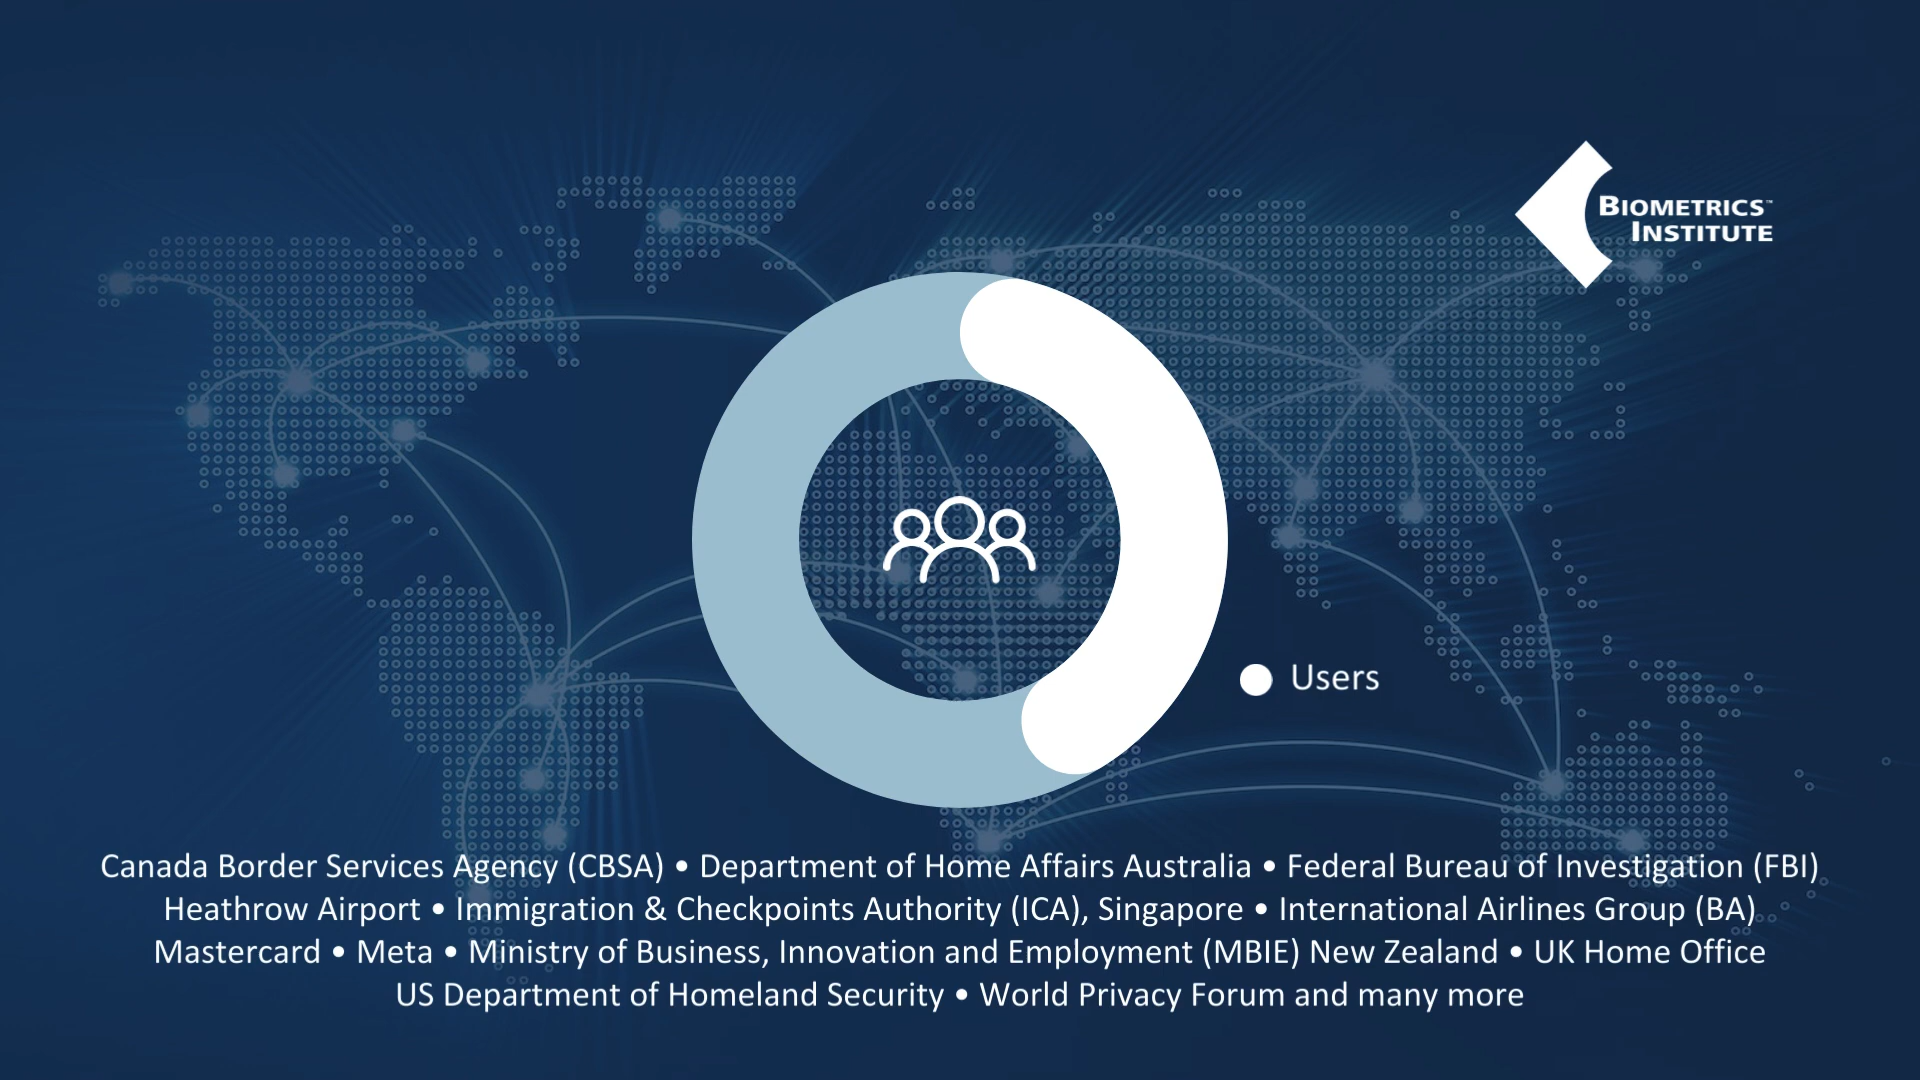 BIOMETRICS™
INSTITUTE
Users
Canada Border Services Agency (CBSA) • Department of Home Affairs Australia • Federal Bureau of Investigation (FBI)
Heathrow Airport • Immigration & Checkpoints Authority (ICA), Singapore • International Airlines Group (BA)
Mastercard • Meta • Ministry of Business, Innovation and Employment (MBIE) New Zealand • UK Home Office
US Department of Homeland Security • World Privacy Forum and many more